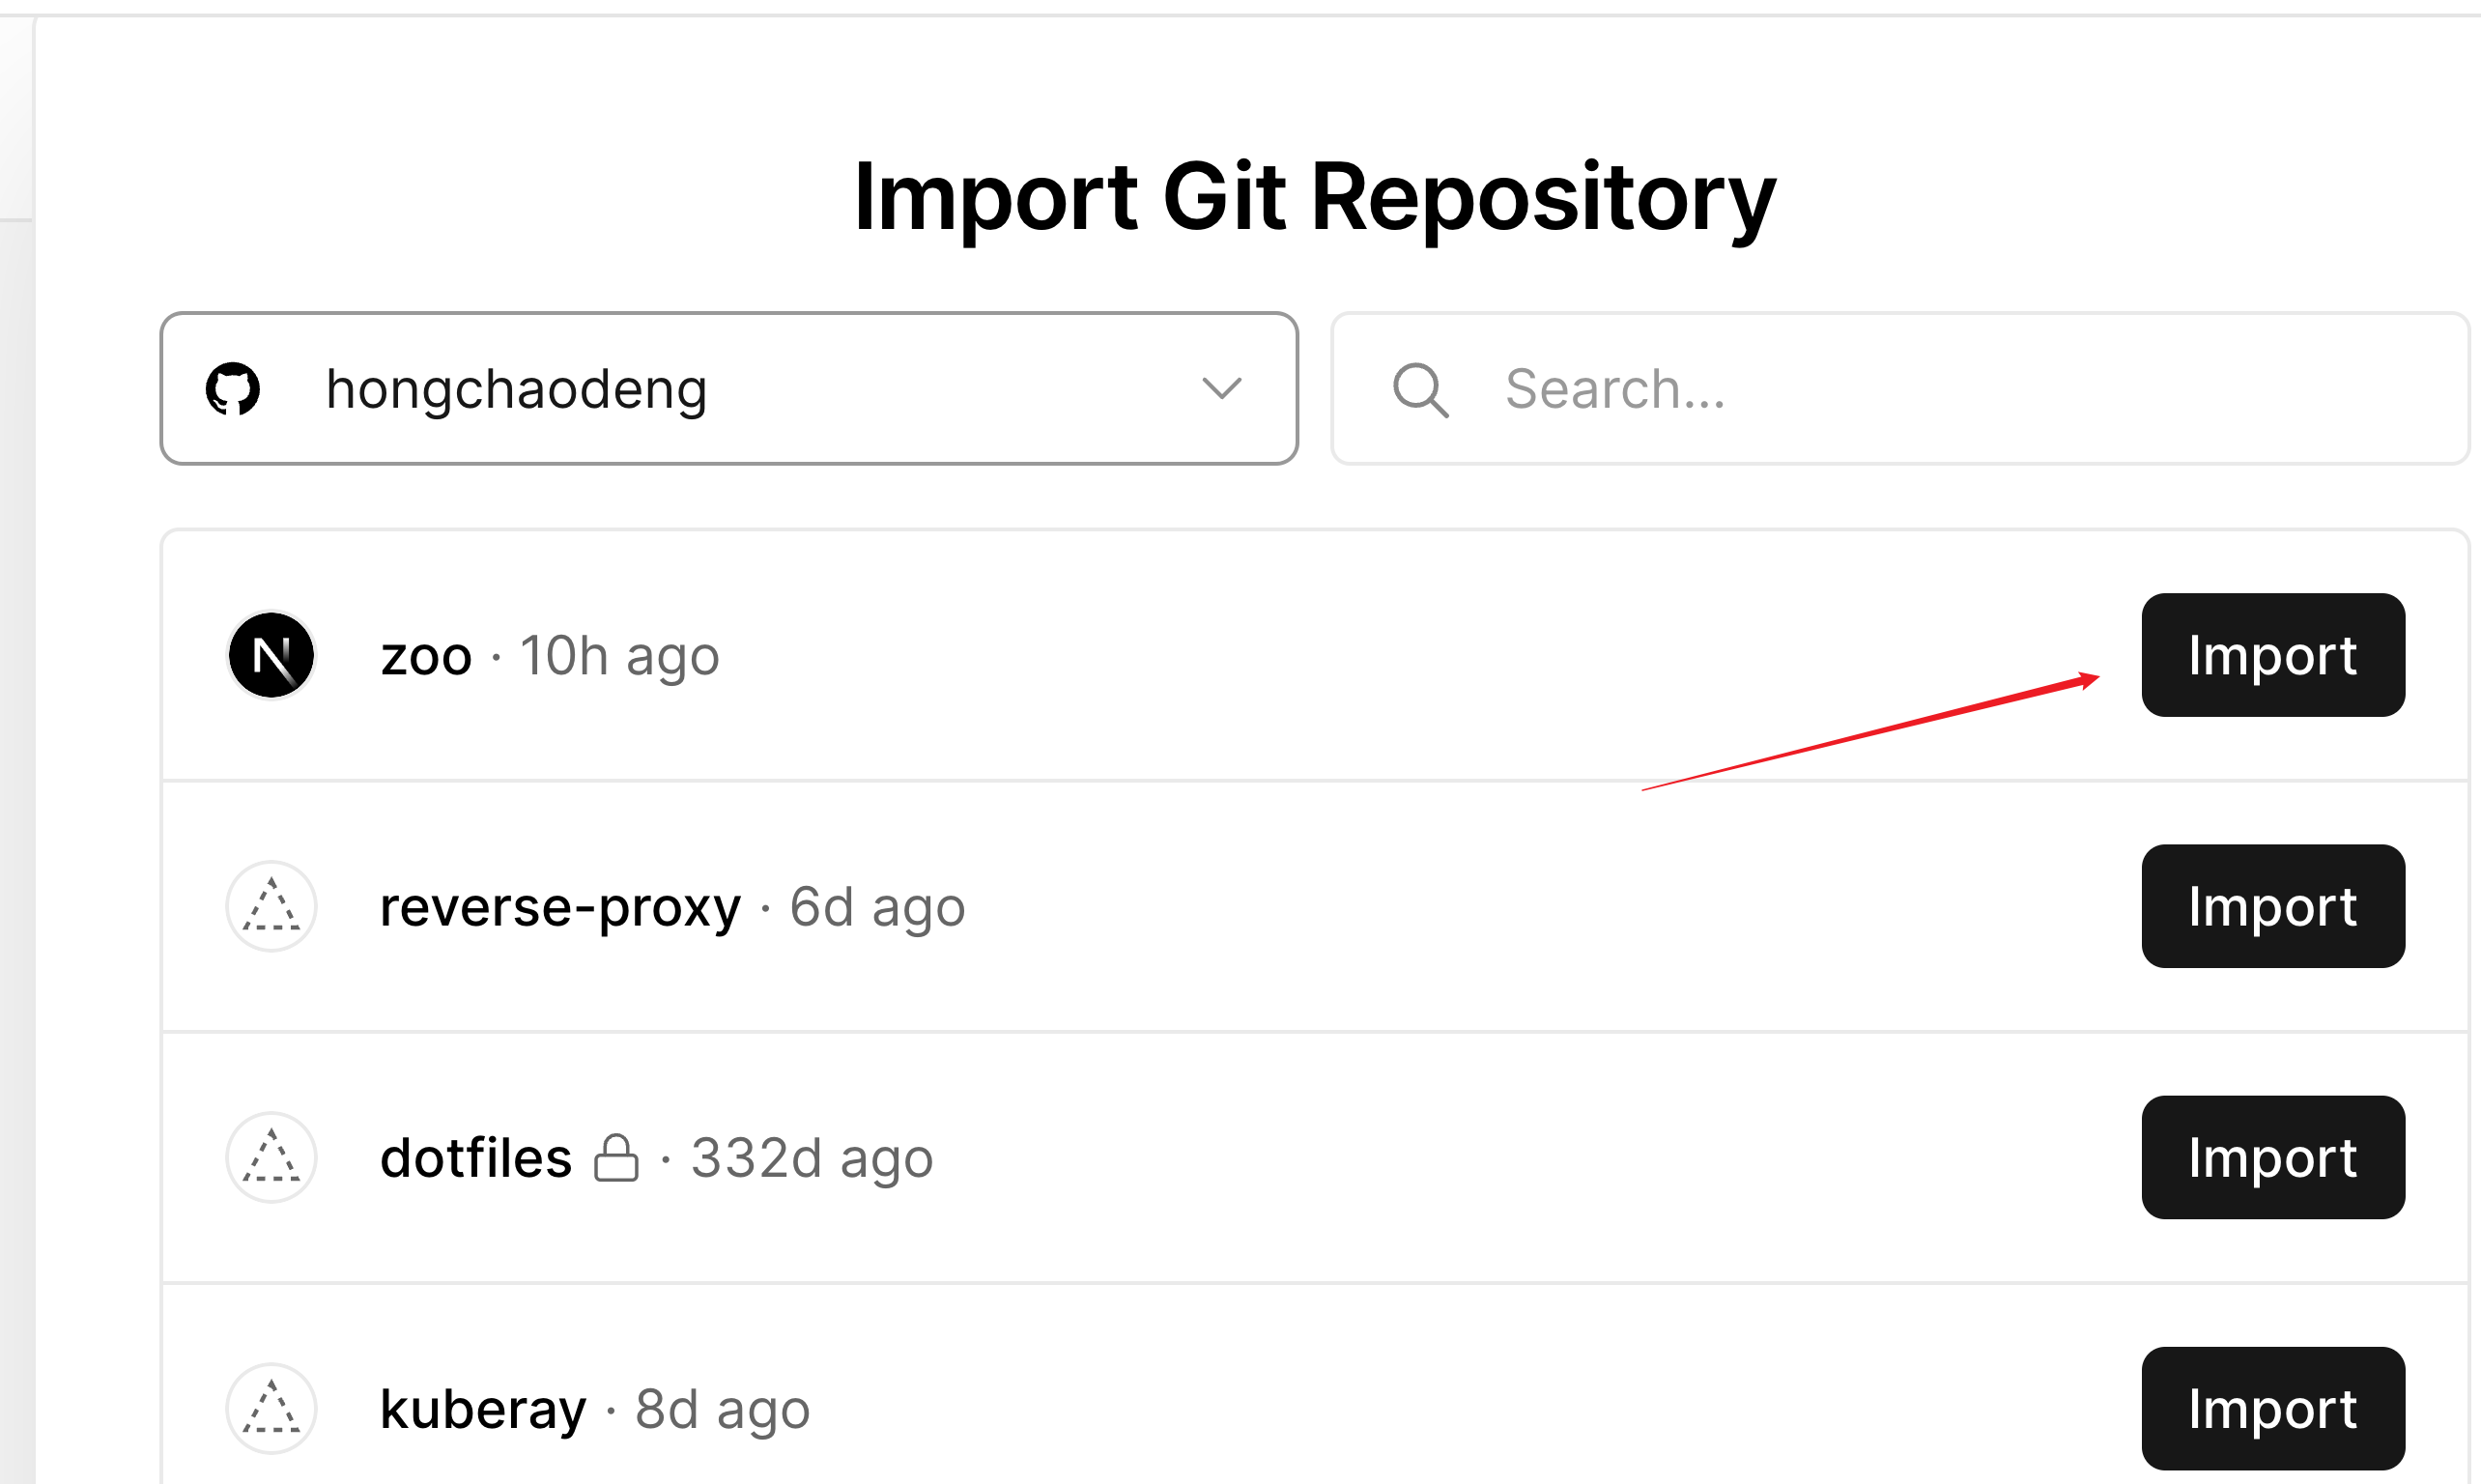 Import Git Repository
hongchaodeng
Search...
zoo · 10h ago
Import
reverse-proxy · 6d ago
Import
dotfiles · 332d ago
Import
kuberay · 8d ago
Import